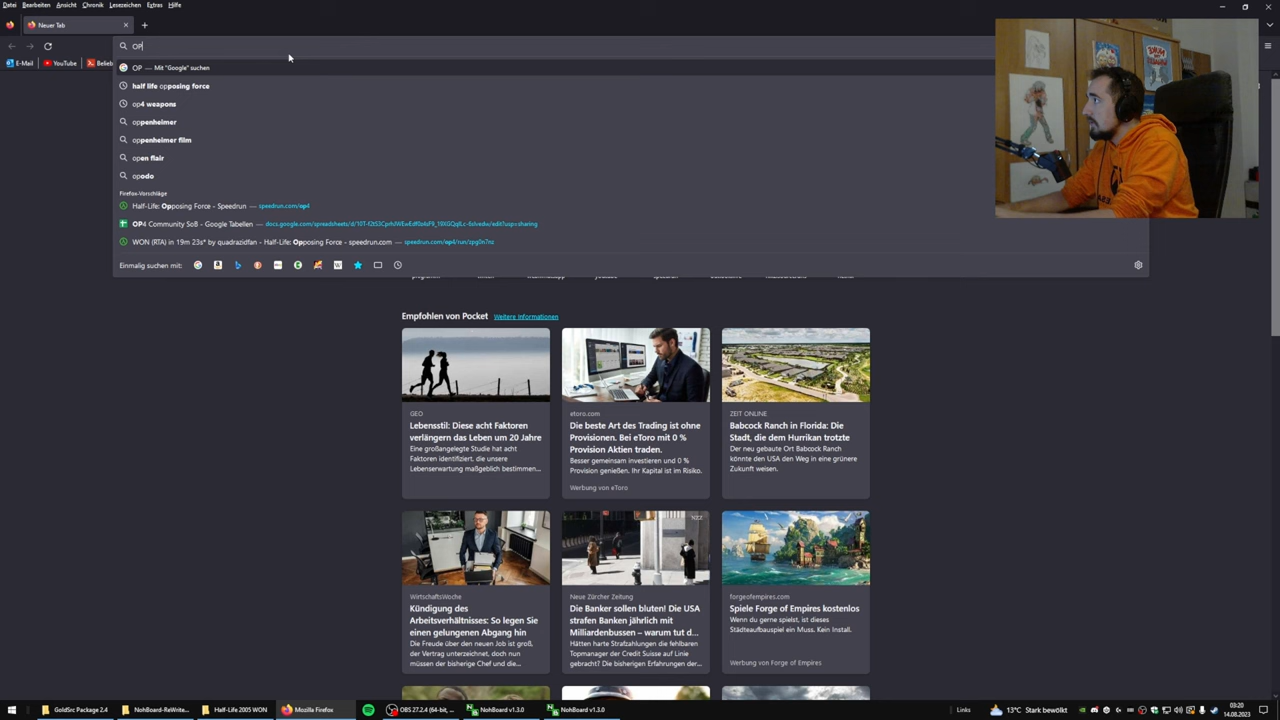 Datei Bearbeiten Ansicht Chronik Lesezeichen Extras Hilfe
Neuer Tab
OP
E-Mail YouTube Belieb
OP — Mit "Google" suchen
half life opposing force
op4 weapons
oppenheimer
oppenheimer film
open flair
opodo
Firefox-Vorschläge
Half-Life: Opposing Force - Speedrun — speedrun.com/op4
OP4 Community SoB - Google Tabellen —
WON (RTA) in 19m 23s* by quadrazidfan - Half-Life: Opposing Force - speedrun.com — speedrun.com/op4/run/zpg0n7nz
Einmalig suchen mit:
Empfohlen von Pocket Weitere Informationen
GEO
Lebensstil: Diese acht Faktoren
verlängern das Leben um 20 Jahre
Eine großangelegte Studie hat acht
Faktoren identifiziert, die unsere
Lebenserwartung maßgeblich bestimmen...
etoro.com
Die beste Art des Trading ist ohne
Provisionen. Bei eToro mit 0 %
Provision Aktien traden.
Besser gemeinsam investieren und 0 %
Provision genießen. Ihr Kapital ist im Risiko.
Werbung von eToro
ZEIT ONLINE
Babcock Ranch in Florida: Die
Stadt, die dem Hurrikan trotzte
Der neu gebaute Ort Babcock Ranch
könnte den USA den Weg in eine grünere
Zukunft weisen.
WirtschaftsWoche
Kündigung des
Arbeitsverhältnisses: So legen Sie
einen gelungenen Abgang hin
Die Freude über den neuen Job ist groß,
der Vertrag unterzeichnet, doch nun
müssen der bisherige Chef und die...
NZZ
Neue Zürcher Zeitung
Die Banker sollen bluten! Die USA
strafen Banken jährlich mit
Milliardenbussen – warum tut d...
Hätten harte Strafzahlungen die fehlbaren
Topmanager der Credit Suisse auf Linie
gebracht? Die bisherigen Erfahrungen der...
forgeofempires.com
Spiele Forge of Empires kostenlos
Wenn du gerne spielst, ist dieses
Städteaufbauspiel ein Muss. Kein Install.
Werbung von Forge of Empires
GoldSrc Package 2.4 NohBoard-ReWrite... Half-Life 2005 WON Mozilla Firefox OBS 27.2.4 (64-bit, ... NohBoard v1.3.0 NohBoard v1.3.0 Links 13°C Stark bewölkt 03:20
14.08.2023